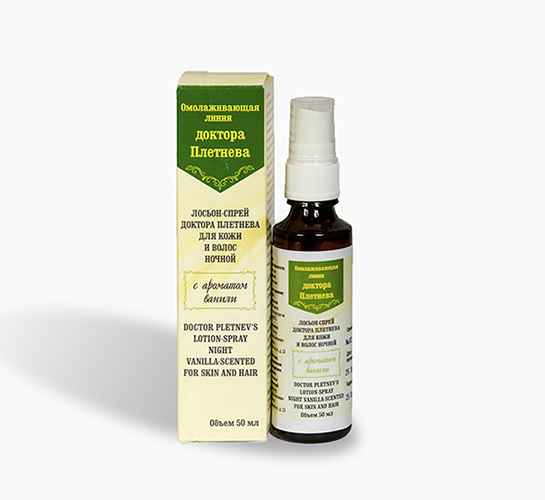 Омолаживающая
линия
доктора
Плетнева
ЛОСЬОН-СПРЕЙ
ДОКТОРА ПЛЕТНЕВА
ДЛЯ КОЖИ
И ВОЛОС
НОЧНОЙ
с ароматом
ванили
DOCTOR PLETNEV'S
LOTION-SPRAY
NIGHT
VANILLA-SCENTED
FOR SKIN AND HAIR
Объем 50 мл
Омолаживающая
линия
доктора
Плетнева
ЛОСЬОН-СПРЕЙ
ДОКТОРА ПЛЕТНЕВА
ДЛЯ КОЖИ
И ВОЛОС НОЧНОЙ
с ароматом
ванили
DOCTOR PLETNEV'S
LOTION-SPRAY
NIGHT VANILLA-SCENTED
FOR SKIN AND HAIR
Объем 50 мл